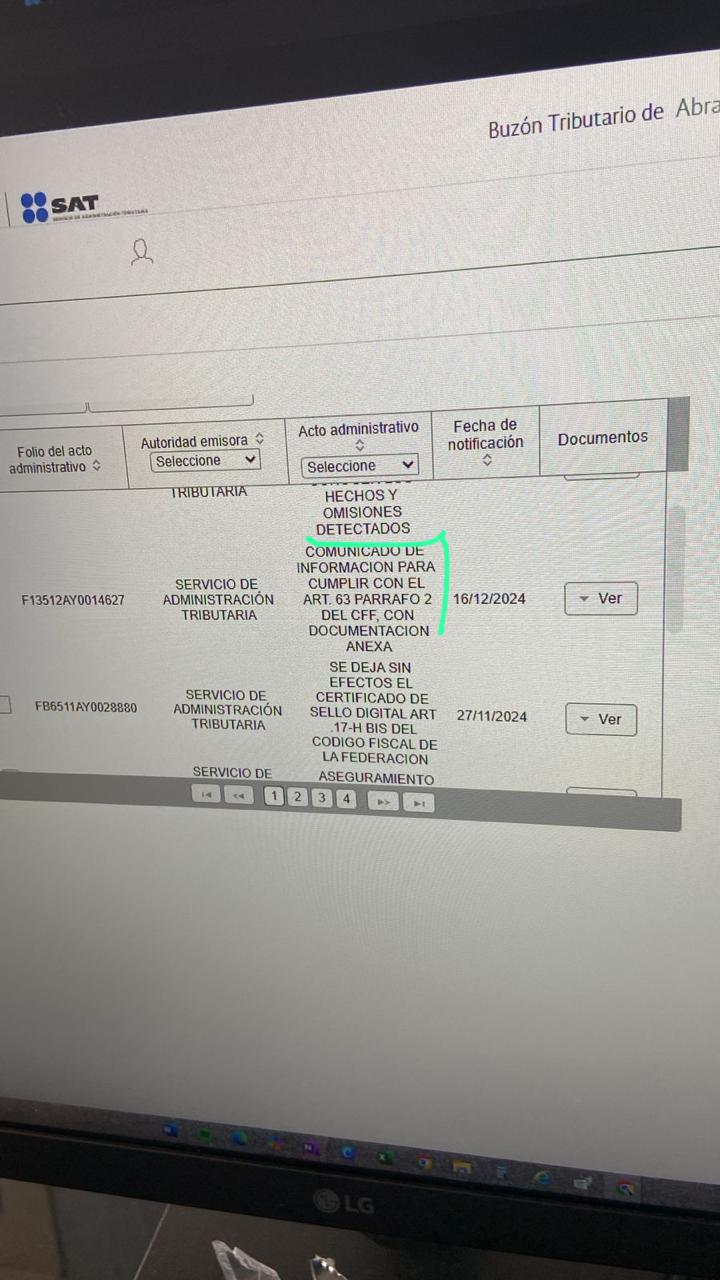 Buzón Tributario de Abra
SAT
SERVICIO DE ADMINISTRACIÓN TRIBUTARIA
Folio del acto
administrativo
Autoridad emisora
Seleccione
Acto administrativo
Seleccione
Fecha de
notificación
Documentos
TRIBUTARIA
HECHOS Y
OMISIONES
DETECTADOS
F13512AY0014627
SERVICIO DE
ADMINISTRACIÓN
TRIBUTARIA
COMUNICADO DE
INFORMACION PARA
CUMPLIR CON EL
ART. 63 PARRAFO 2
DEL CFF, CON
DOCUMENTACION
ANEXA
16/12/2024
Ver
FB6511AY0028880
SERVICIO DE
ADMINISTRACIÓN
TRIBUTARIA
SE DEJA SIN
EFECTOS EL
CERTIFICADO DE
SELLO DIGITAL ART
.17-H BIS DEL
CODIGO FISCAL DE
LA FEDERACION
27/11/2024
Ver
SERVICIO DE
ASEGURAMIENTO
1 2 3 4
LG